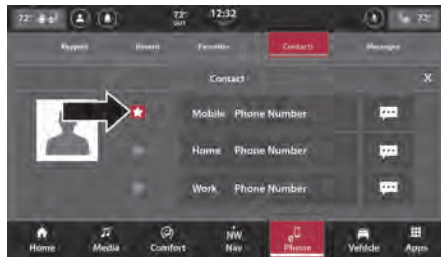 72° 72° OUT 12:32 72°
Keypad Recent Favorites Contacts Messages
Contact X
Mobile Phone Number
Home Phone Number
Work Phone Number
NW
Home Media Comfort Nav Phone Vehicle Apps